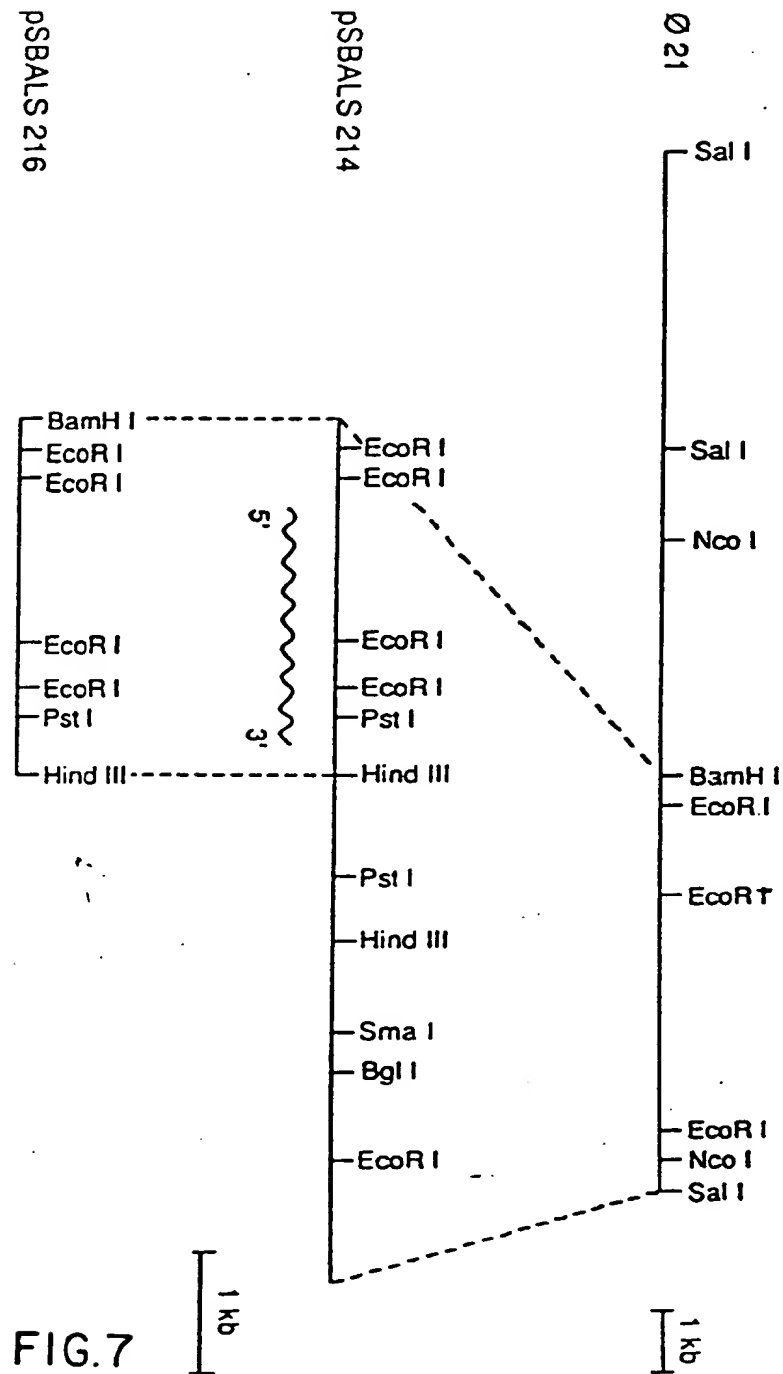 Ø 21
Sal I
Sal I
Nco I
BamH I
EcoR.I
EcoR I
EcoR I
Nco I
Sal I
1 kb
pSBALS 214
EcoR I
EcoR I
EcoR I
EcoR I
Pst I
Hind III
Pst I
Hind III
Sma I
Bgl I
EcoR I
5'
3'
1 kb
pSBALS 216
BamH I
EcoR I
EcoR I
EcoR I
EcoR I
Pst I
Hind III
FIG.7